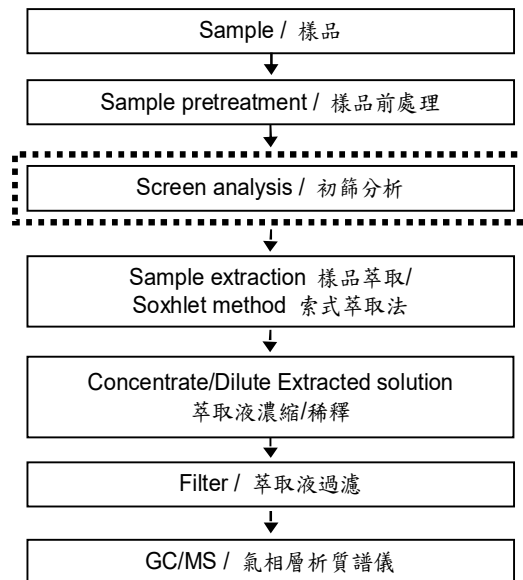 Sample / 樣品
Sample pretreatment / 樣品前處理
Screen analysis / 初篩分析
Sample extraction 樣品萃取/
Soxhlet method 索式萃取法
Concentrate/Dilute Extracted solution
萃取液濃縮/稀釋
Filter / 萃取液過濾
GC/MS / 氣相層析質譜儀